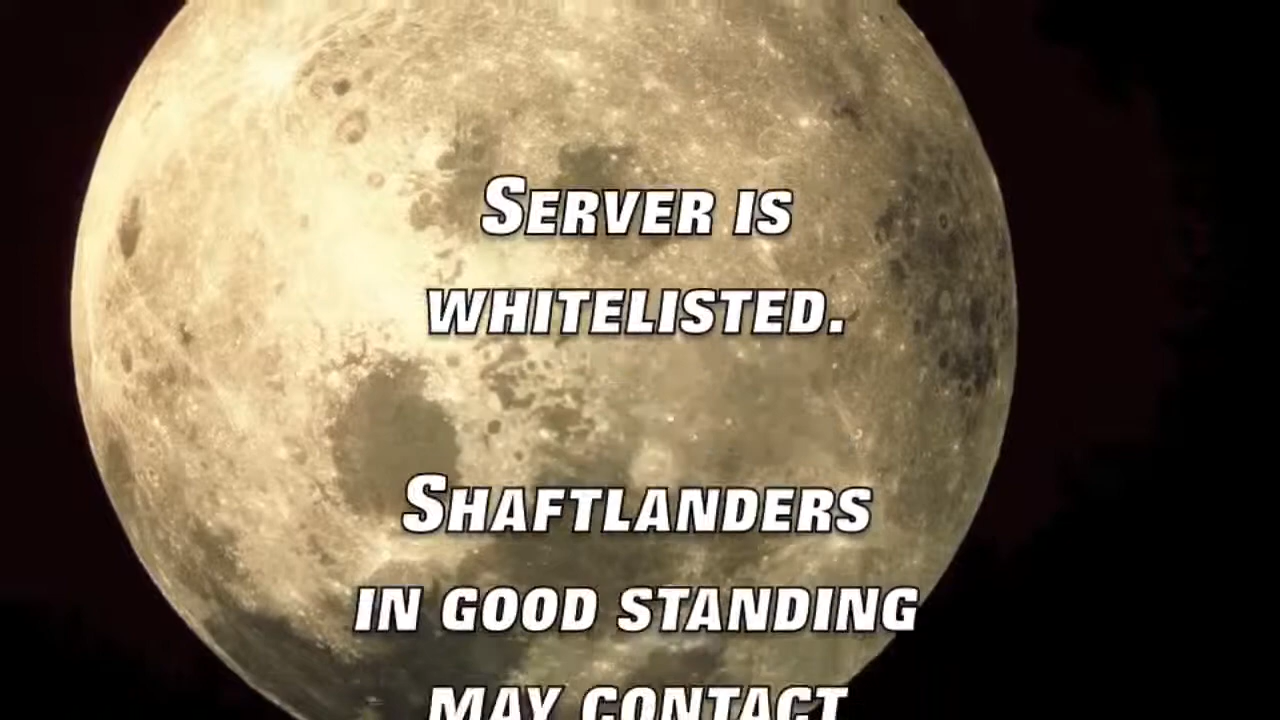 Server is
whitelisted.
Shaftlanders
in good standing
may contact